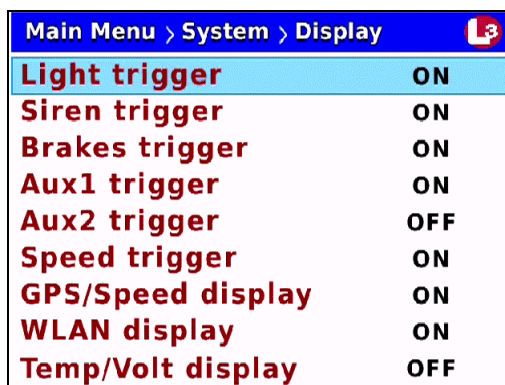 Main Menu > System > Display L3
Light trigger ON
Siren trigger ON
Brakes trigger ON
Aux1 trigger ON
Aux2 trigger OFF
Speed trigger ON
GPS/Speed display ON
WLAN display ON
Temp/Volt display OFF